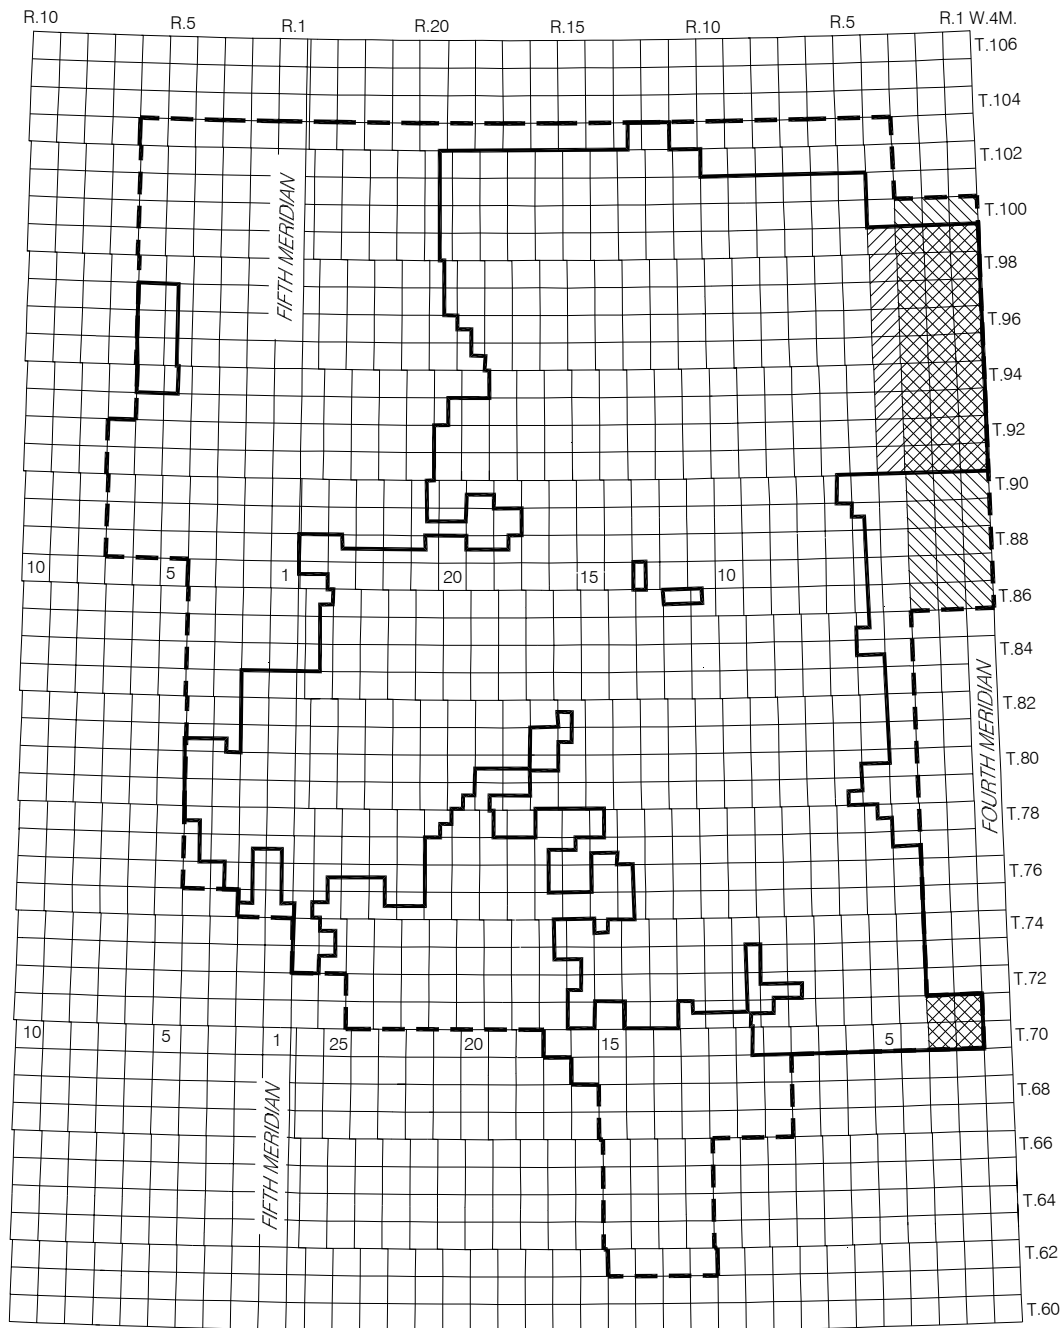 R.10 R.5 R.1 R.20 R.15 R.10 R.5 R.1 W.4M.
T.106
T.104
T.102
FIFTH MERIDIAN
T.100
T.98
T.96
T.94
T.92
T.90
T.88
10 5 1 20 15 10
T.86
T.84
T.82
FOURTH MERIDIAN
T.80
T.78
T.76
T.74
T.72
10 5 1 25 20 15 5 T.70
T.68
FIFTH MERIDIAN
T.66
T.64
T.62
T.60